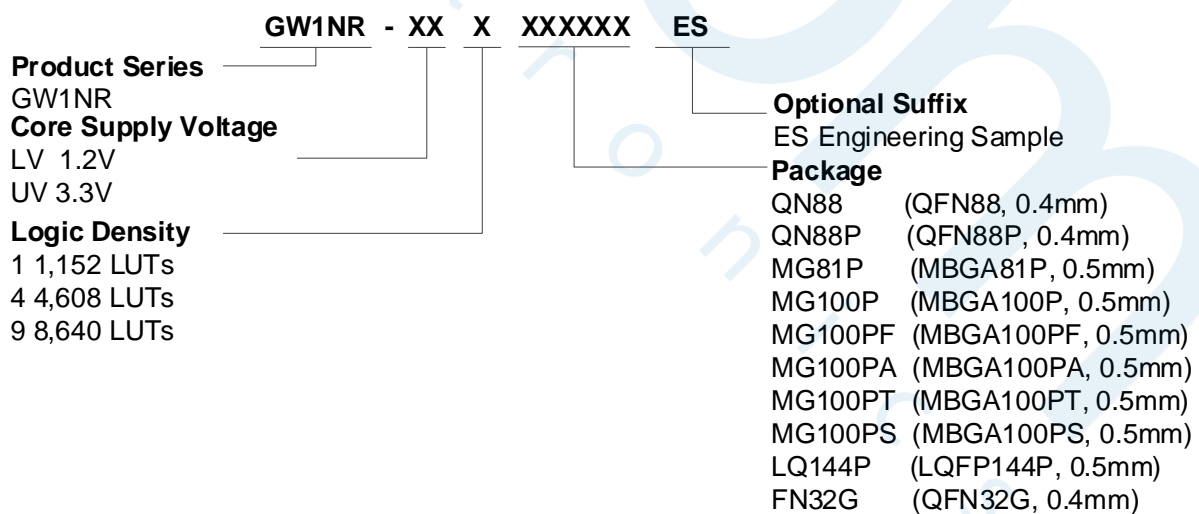 GW1NR - XX X XXXXXX ES
Product Series
GW1NR
Core Supply Voltage
LV 1.2V
UV 3.3V
Logic Density
1 1,152 LUTs
4 4,608 LUTs
9 8,640 LUTs
Optional Suffix
ES Engineering Sample
Package
QN88 (QFN88, 0.4mm)
QN88P (QFN88P, 0.4mm)
MG81P (MBGA81P, 0.5mm)
MG100P (MBGA100P, 0.5mm)
MG100PF (MBGA100PF, 0.5mm)
MG100PA (MBGA100PA, 0.5mm)
MG100PT (MBGA100PT, 0.5mm)
MG100PS (MBGA100PS, 0.5mm)
LQ144P (LQFP144P, 0.5mm)
FN32G (QFN32G, 0.4mm)